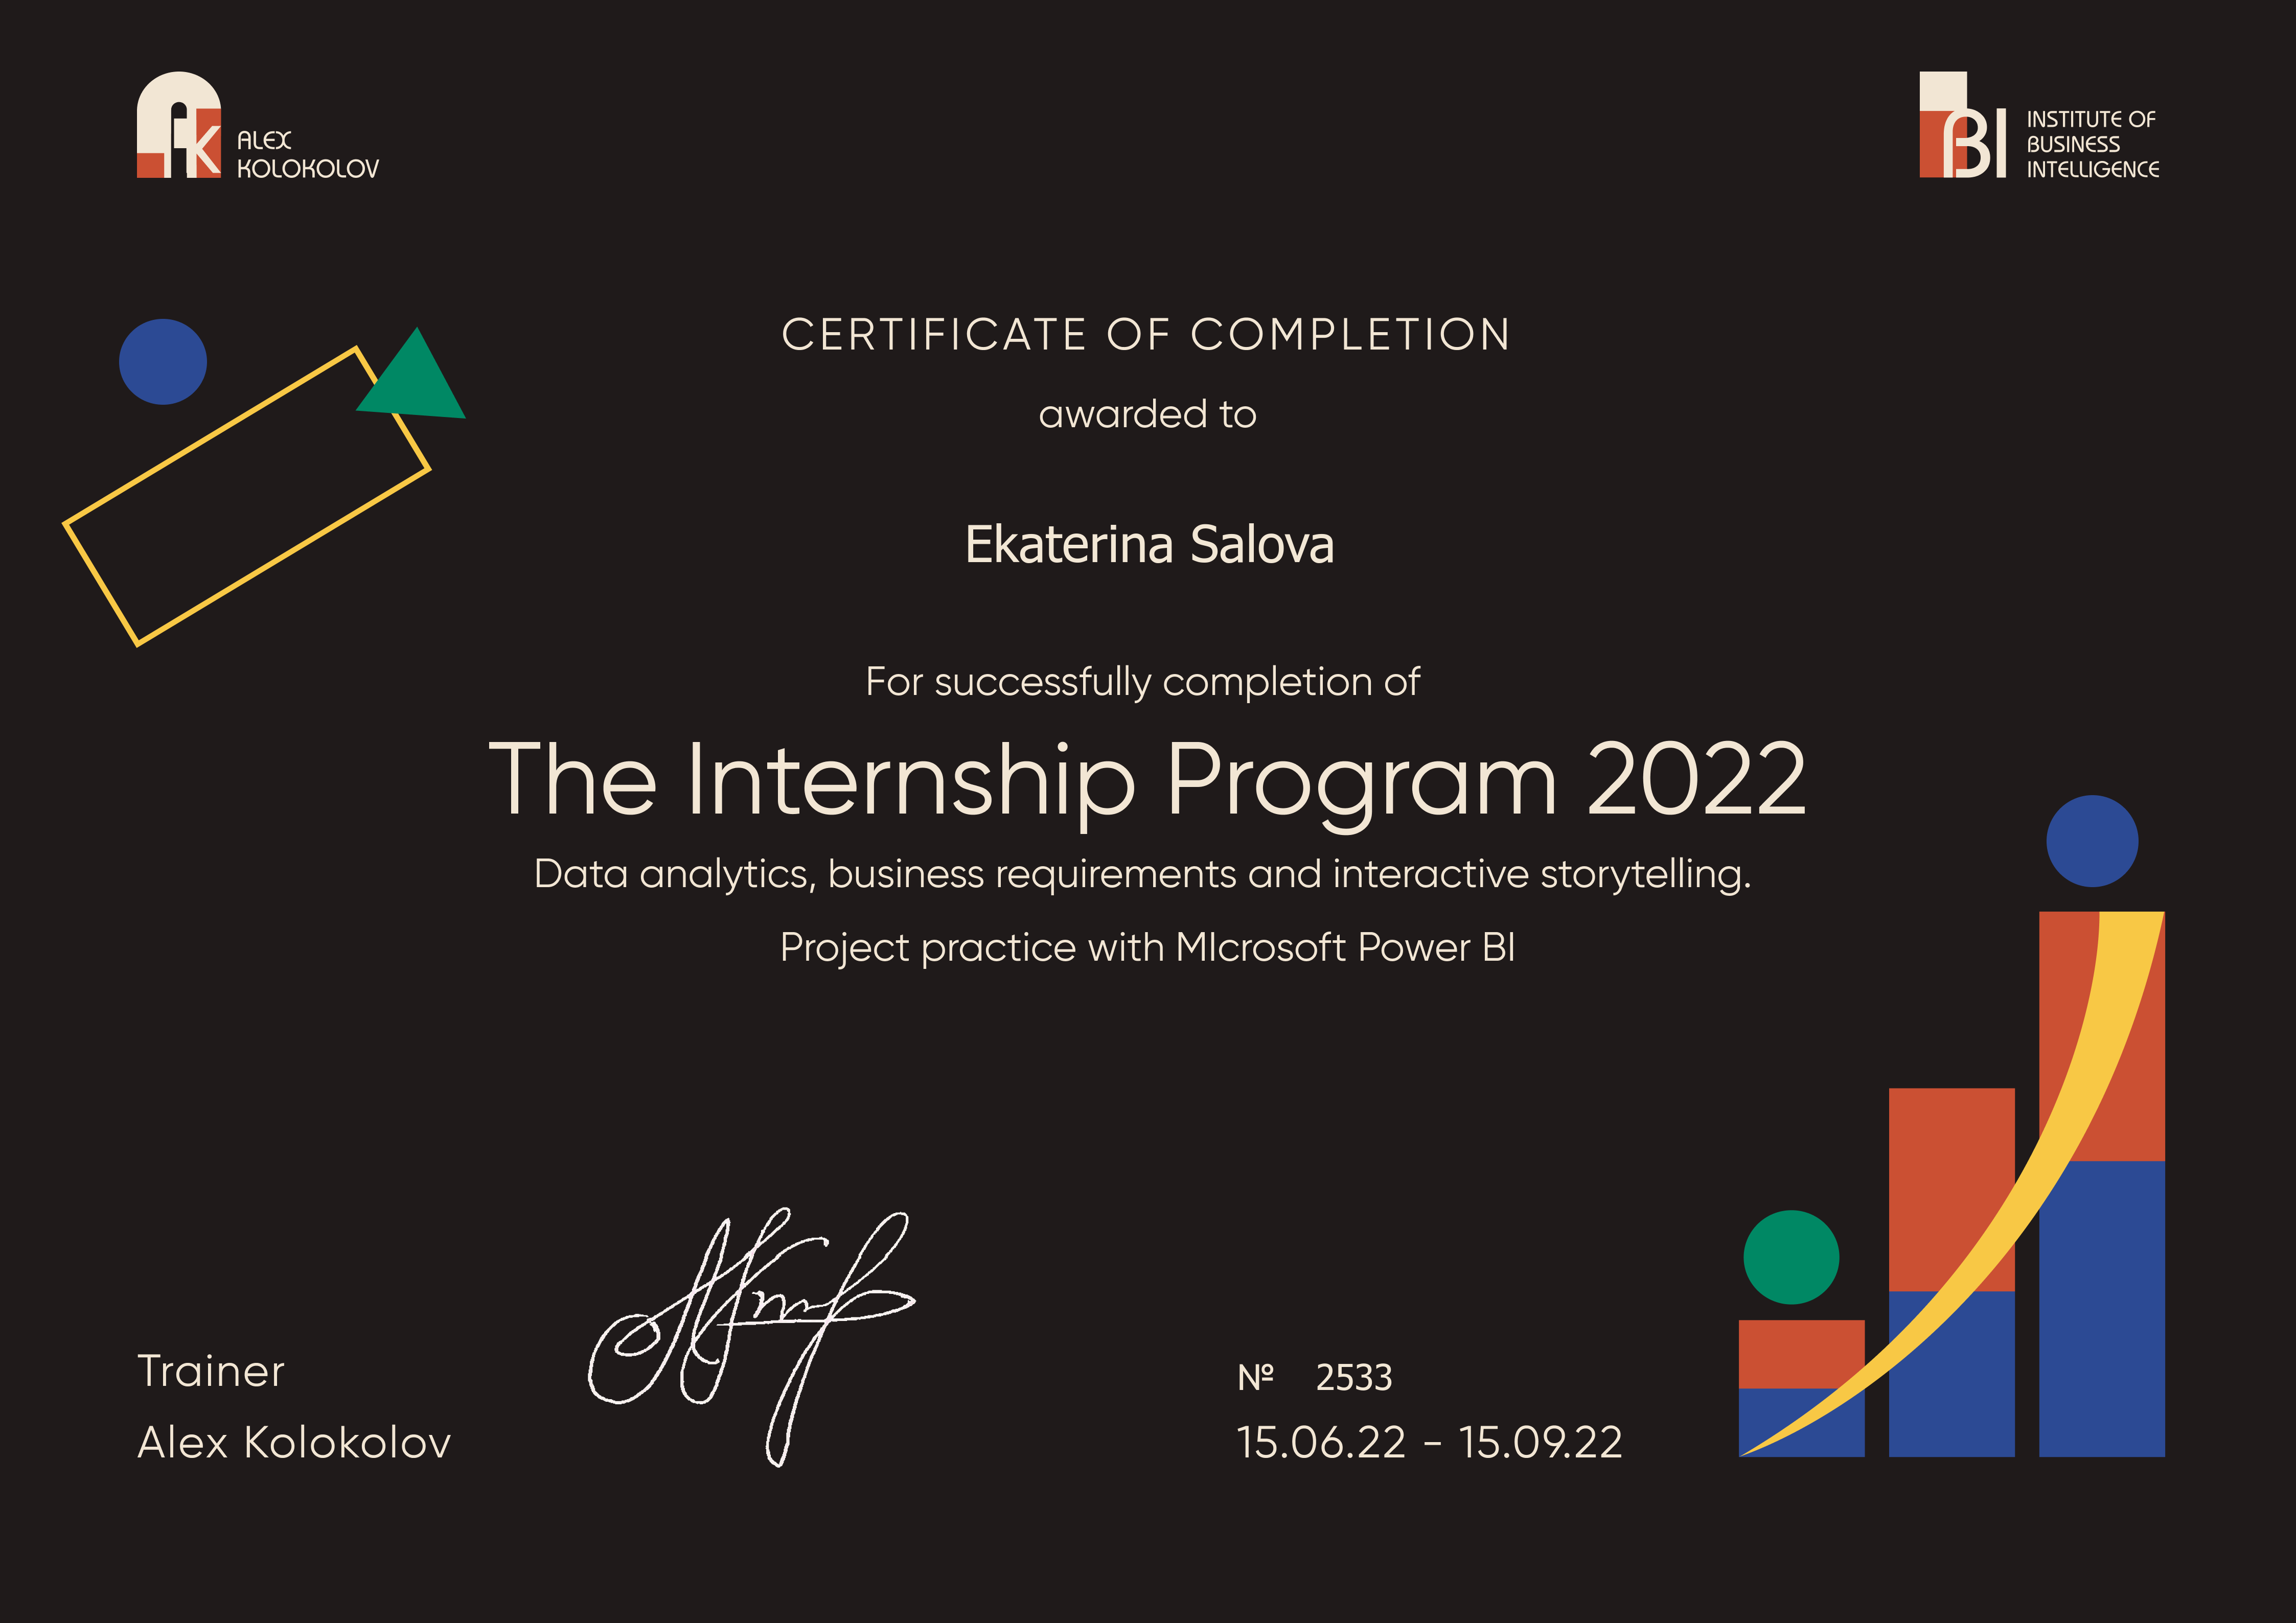 ALEX
KOLOKOLOV
INSTITUTE OF
BUSINESS
INTELLIGENCE
CERTIFICATE OF COMPLETION
awarded to
Ekaterina Salova
For successfully completion of
The Internship Program 2022
Data analytics, business requirements and interactive storytelling.
Project practice with MIcrosoft Power BI
Trainer
Alex Kolokolov
№ 2533
15.06.22 - 15.09.22